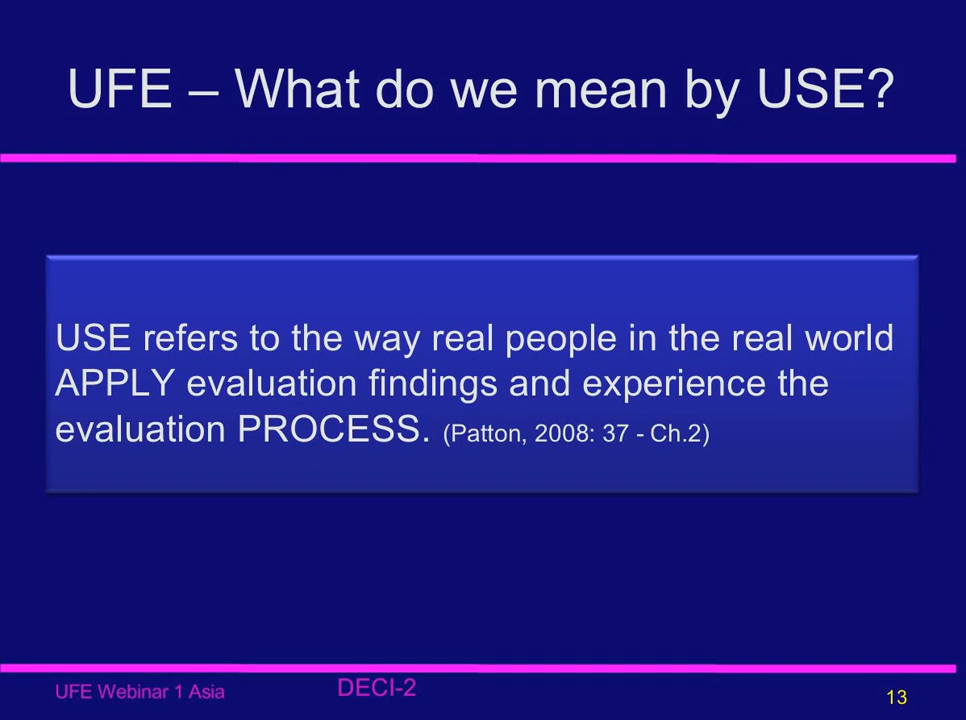 UFE – What do we mean by USE?
USE refers to the way real people in the real world
APPLY evaluation findings and experience the
evaluation PROCESS. (Patton, 2008: 37 - Ch.2)
UFE Webinar 1 Asia
DECI-2
13